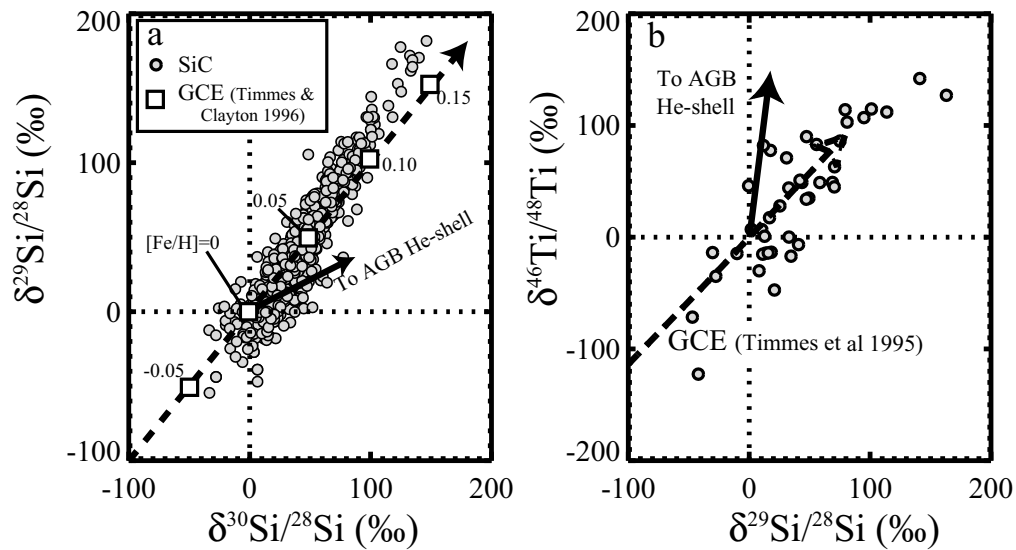 a
SiC
GCE (Timmes &
Clayton 1996)
200
100
0
-100
-100
0
100
200
δ²⁹Si/²⁸Si (‰)
δ³⁰Si/²⁸Si (‰)
0.15
0.10
0.05
[Fe/H]=0
-0.05
To AGB He-shell
b
To AGB
He-shell
GCE (Timmes et al 1995)
200
100
0
-100
-200
-100
0
100
200
δ⁴⁶Ti/⁴⁸Ti (‰)
δ²⁹Si/²⁸Si (‰)